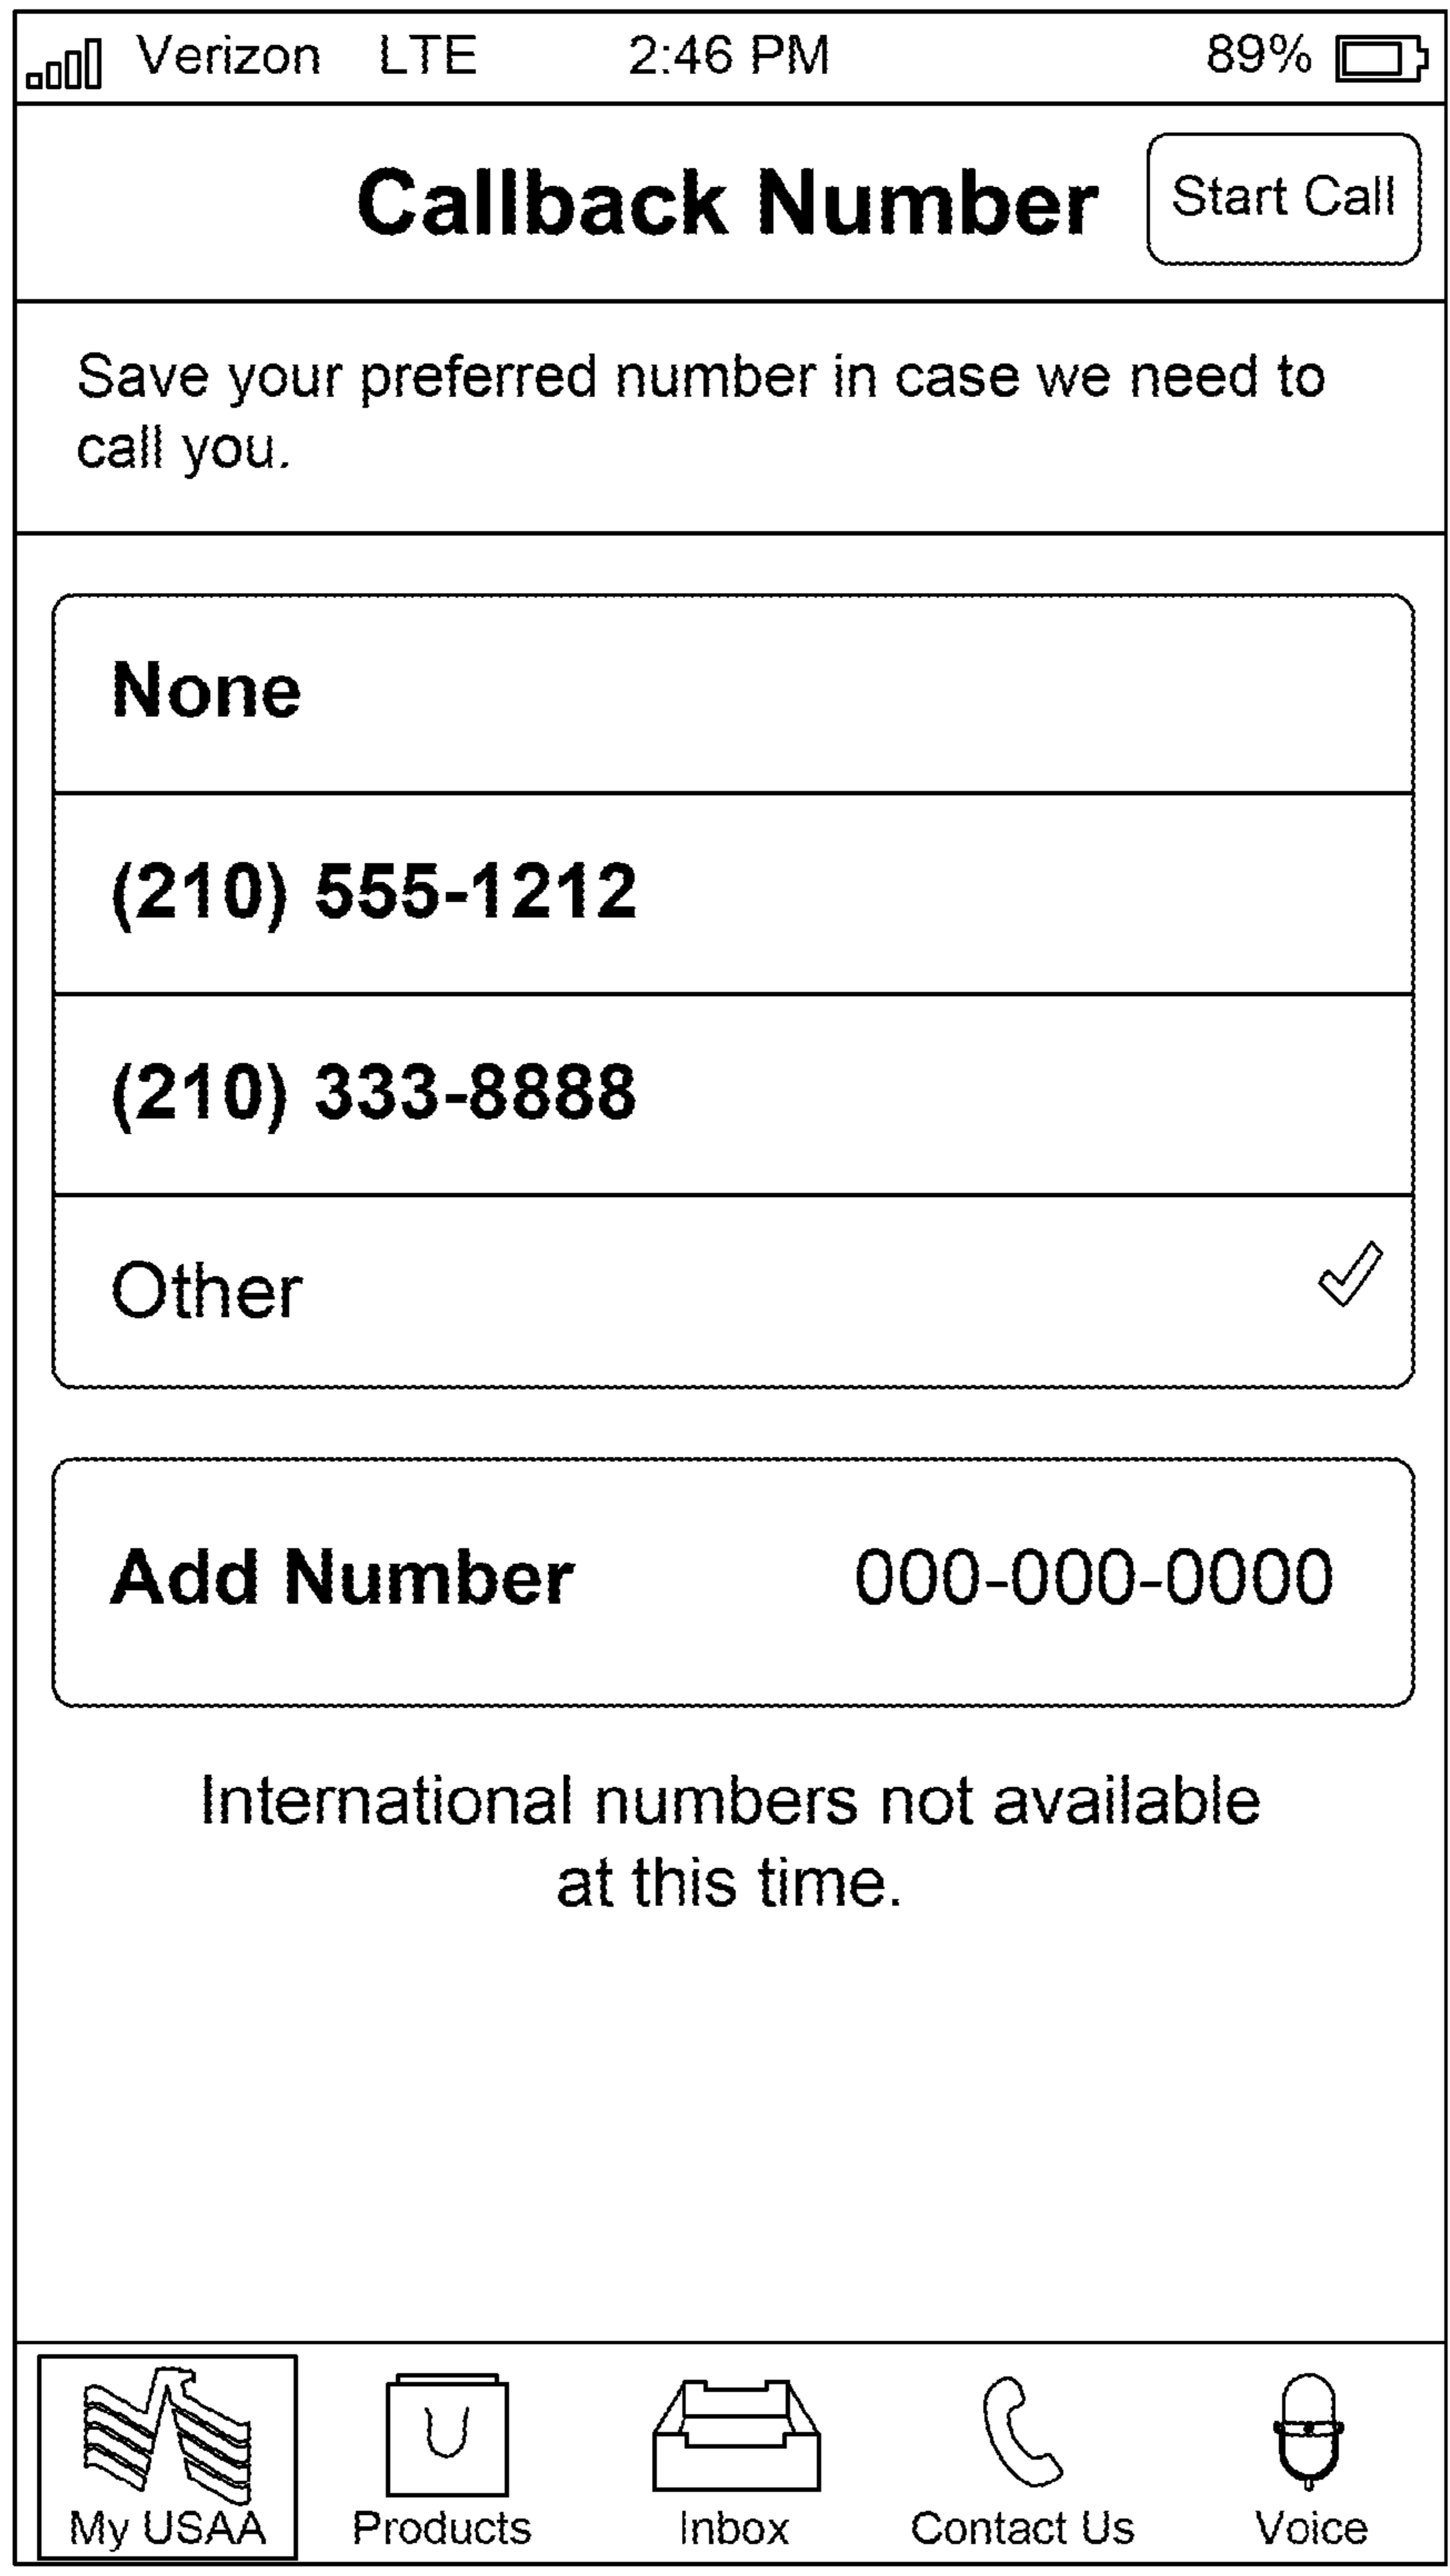 Verizon LTE 2:46 PM 89%
Callback Number Start Call
Save your preferred number in case we need to
call you.
None
(210) 555-1212
(210) 333-8888
Other
Add Number 000-000-0000
International numbers not available
at this time.
My USAA Products Inbox Contact Us Voice